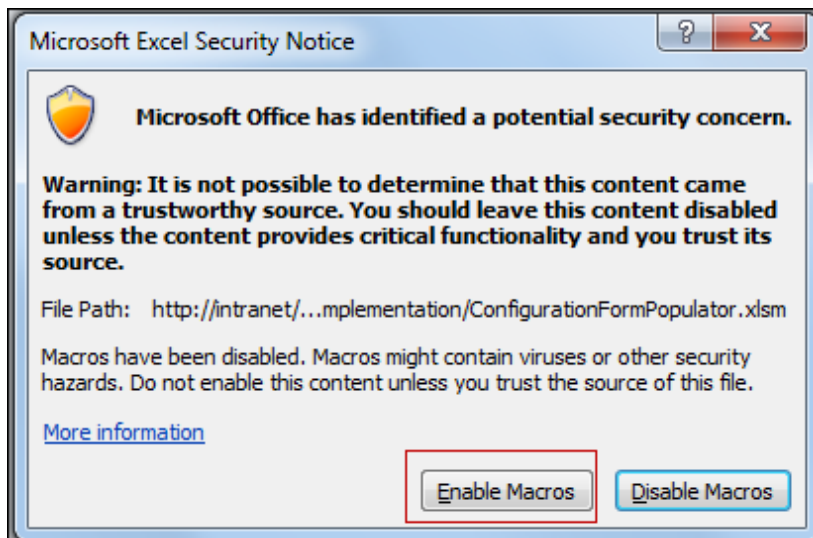 Microsoft Excel Security Notice
Microsoft Office has identified a potential security concern.
Warning: It is not possible to determine that this content came
from a trustworthy source. You should leave this content disabled
unless the content provides critical functionality and you trust its
source.
File Path: http://intranet/...mplementation/ConfigurationFormPopulator.xlsm
Macros have been disabled. Macros might contain viruses or other security
hazards. Do not enable this content unless you trust the source of this file.
More information
Enable Macros Disable Macros